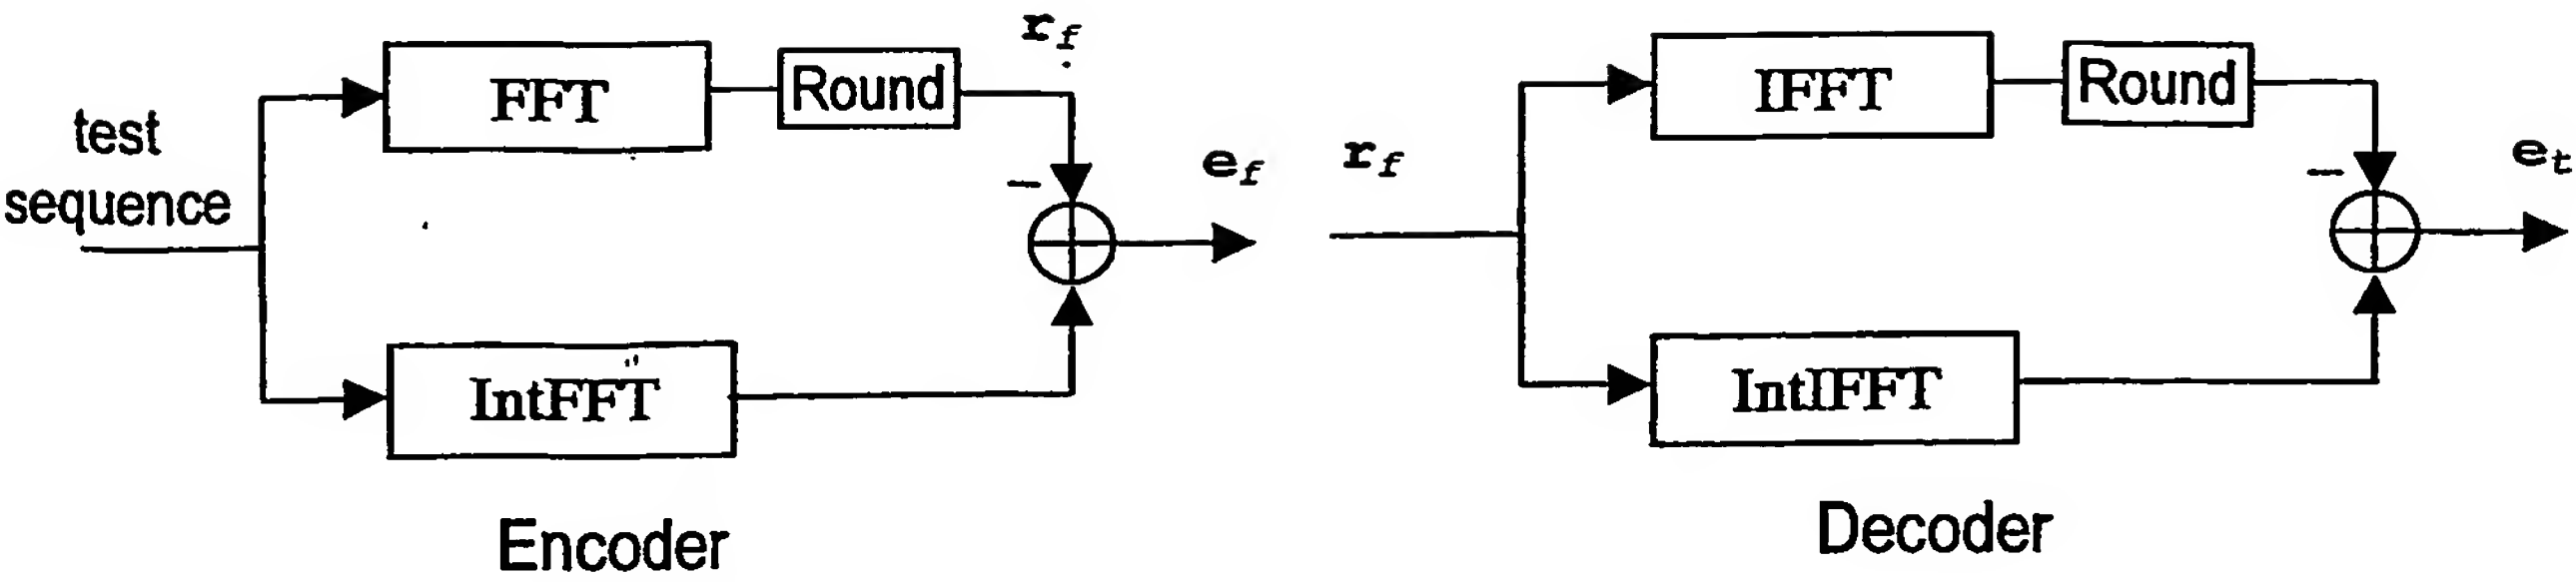 test
sequence
FFT
Round
r_f
IntFFT
−
e_f
Encoder
r_f
IFFT
Round
IntIFFT
−
e_t
Decoder